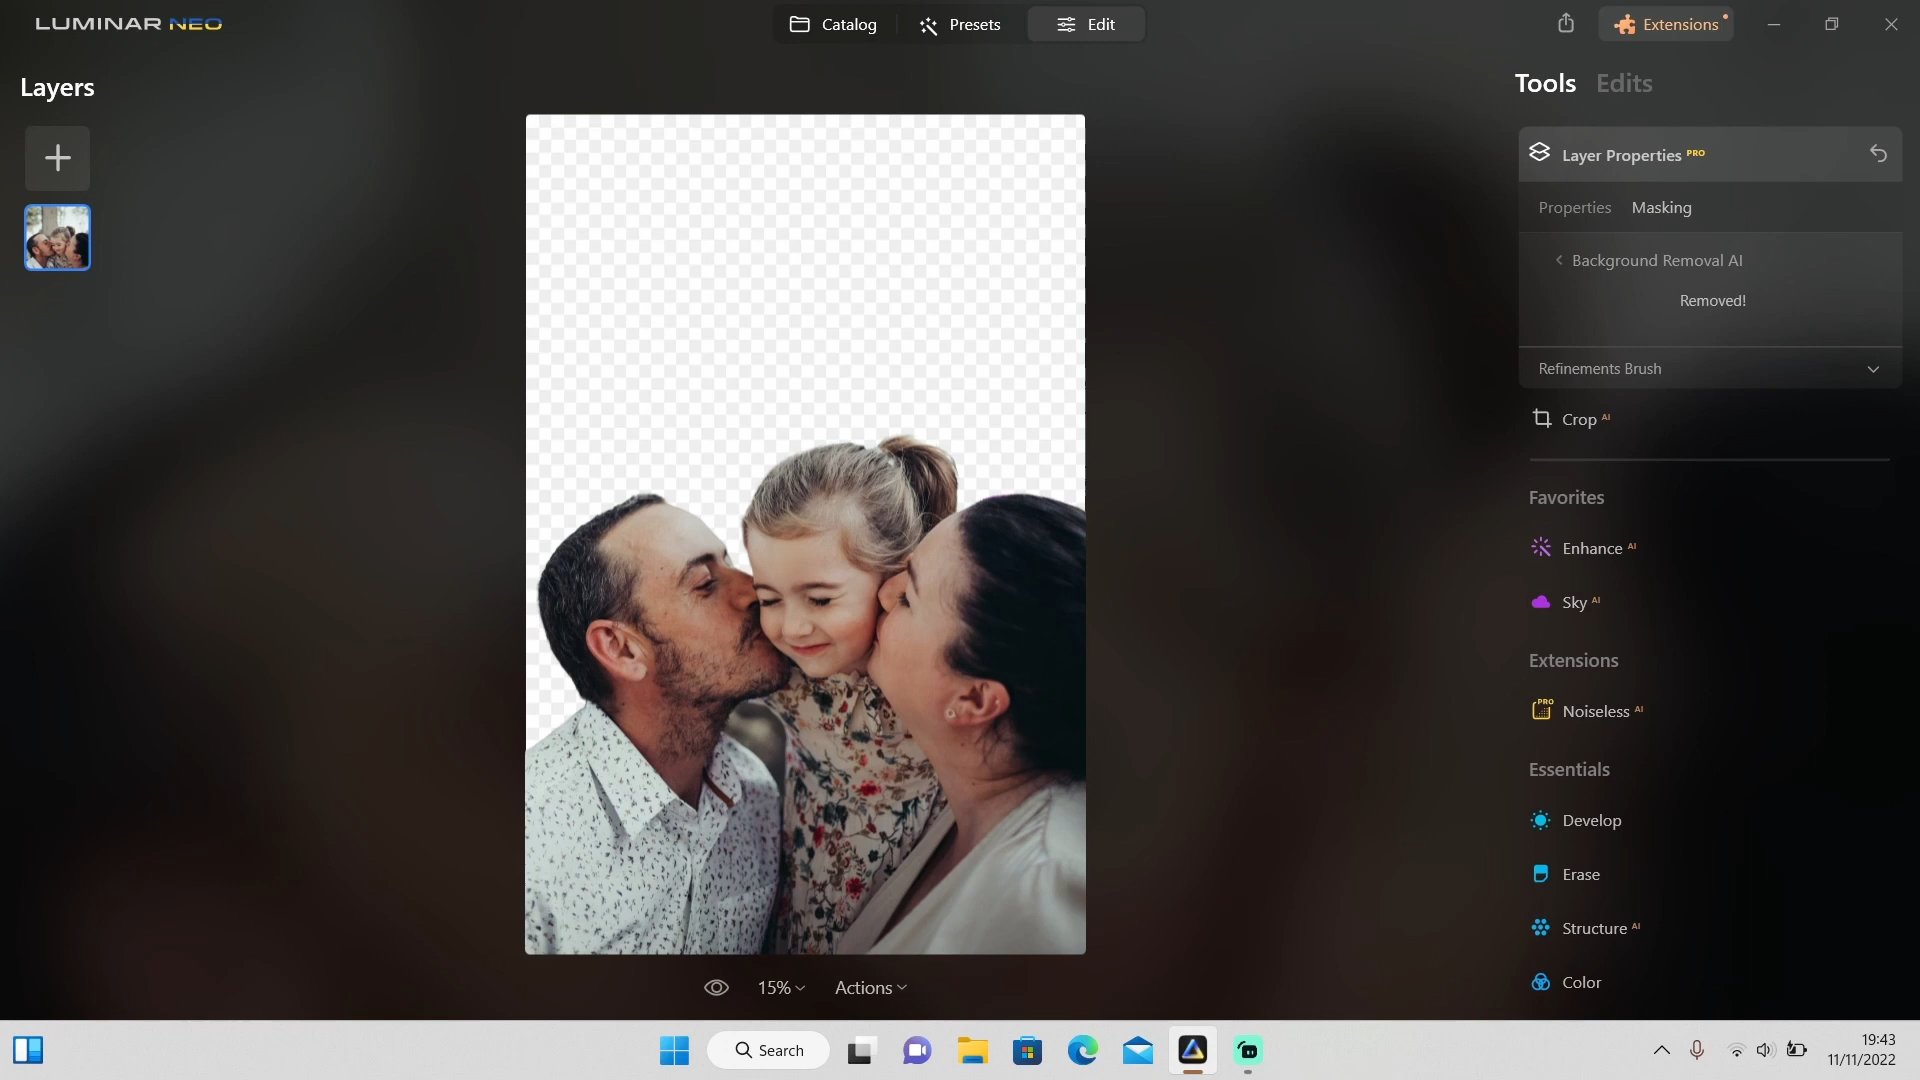 LUMINAR NEO
Catalog
Presets
Edit
Extensions
Layers
Tools
Edits
Layer Properties PRO
Properties
Masking
Background Removal AI
Removed!
Refinements Brush
Crop AI
Favorites
Enhance AI
Sky AI
Extensions
PRO
Noiseless AI
Essentials
Develop
Erase
Structure AI
Color
15%
Actions
Search
19:43
11/11/2022